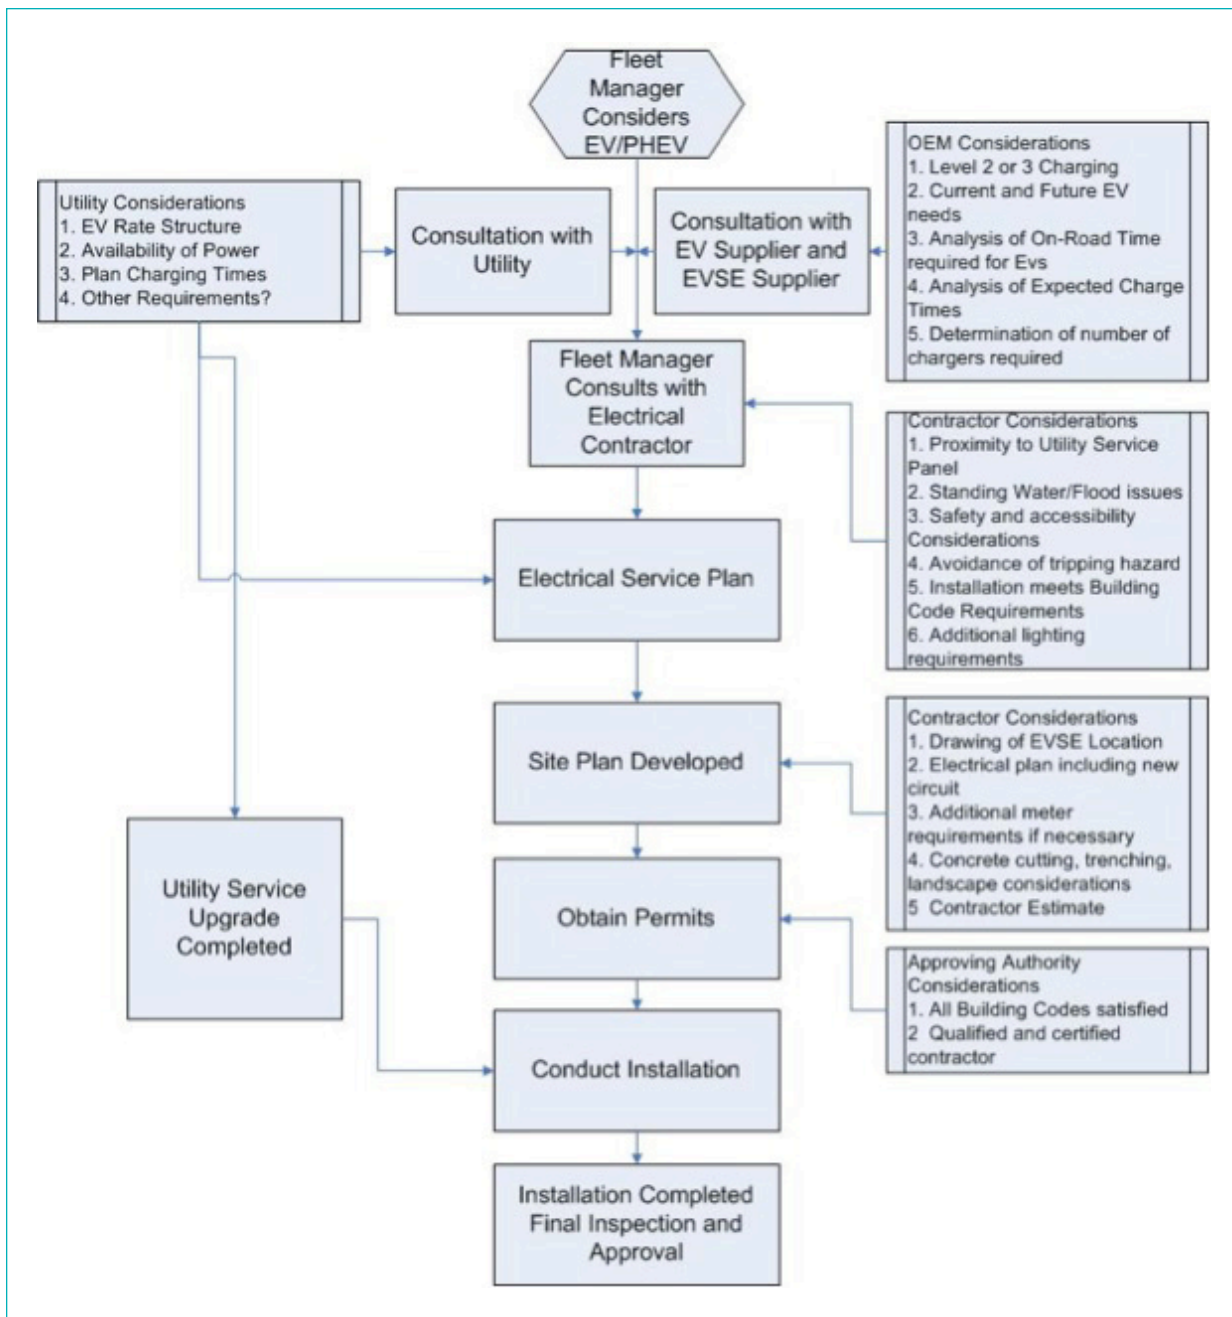 Fleet
Manager
Considers
EV/PHEV
Utility Considerations
1. EV Rate Structure
2. Availability of Power
3. Plan Charging Times
4. Other Requirements?
Consultation with
Utility
Consultation with
EV Supplier and
EVSE Supplier
OEM Considerations
1. Level 2 or 3 Charging
2. Current and Future EV
needs
3. Analysis of On-Road Time
required for Evs
4. Analysis of Expected Charge
Times
5. Determination of number of
chargers required
Fleet Manager
Consults with
Electrical
Contractor
Contractor Considerations
1. Proximity to Utility Service
Panel
2. Standing Water/Flood issues
3. Safety and accessibility
Considerations
4. Avoidance of tripping hazard
5. Installation meets Building
Code Requirements
6. Additional lighting
requirements
Electrical Service Plan
Site Plan Developed
Contractor Considerations
1. Drawing of EVSE Location
2. Electrical plan including new
circuit
3. Additional meter
requirements if necessary
4. Concrete cutting, trenching,
landscape considerations
5 Contractor Estimate
Utility Service
Upgrade
Completed
Obtain Permits
Approving Authority
Considerations
1. All Building Codes satisfied
2 Qualified and certified
contractor
Conduct Installation
Installation Completed
Final Inspection and
Approval